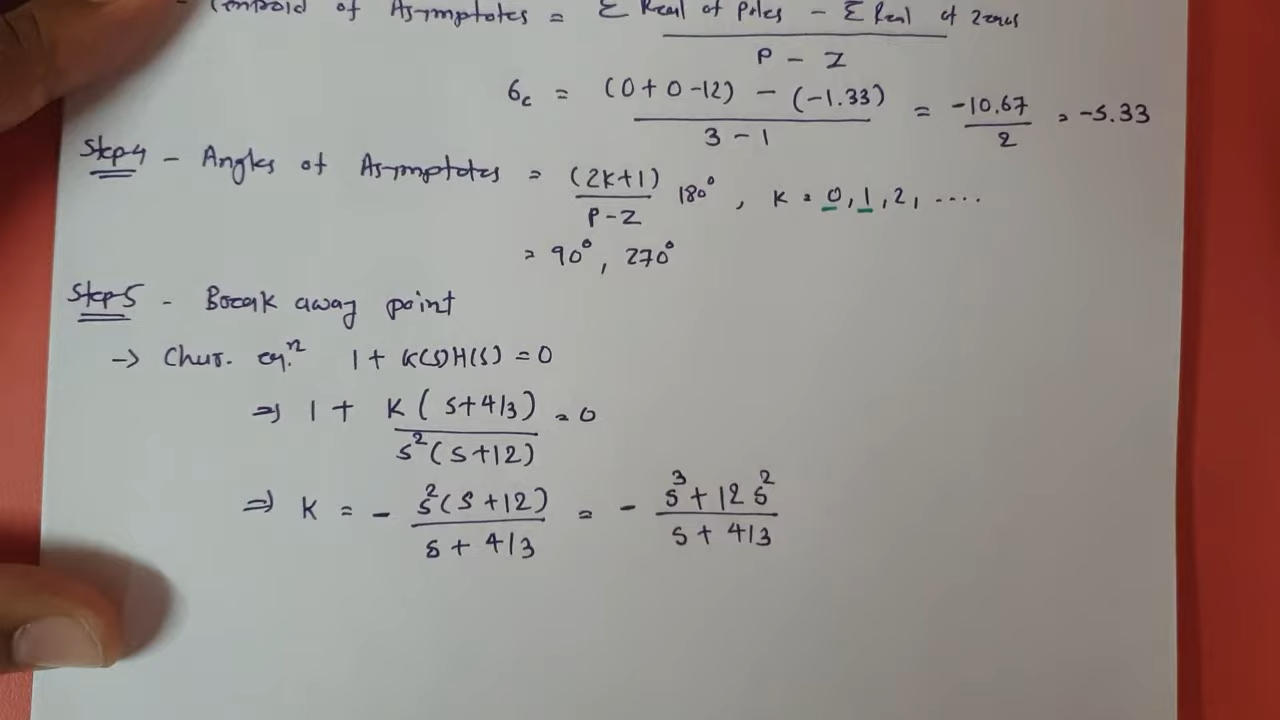 - Centroid of Asymptotes = Σ Real of Poles - Σ Real of zeros / P - Z
σc = (0+0-12) - (-1.33) / 3-1 = -10.67 / 2 = -5.33
Step4 - Angles of Asymptotes = (2K+1) / P-Z 180°, K = 0, 1, 2, ....
= 90°, 270°
Step5 - Break away point
→ Char. eq.ⁿ 1 + K(S)H(S) = 0
⇒ 1 + K(S+4/3) / S²(S+12) = 0
⇒ K = - S²(S+12) / S+4/3 = - S³+12S² / S+4/3